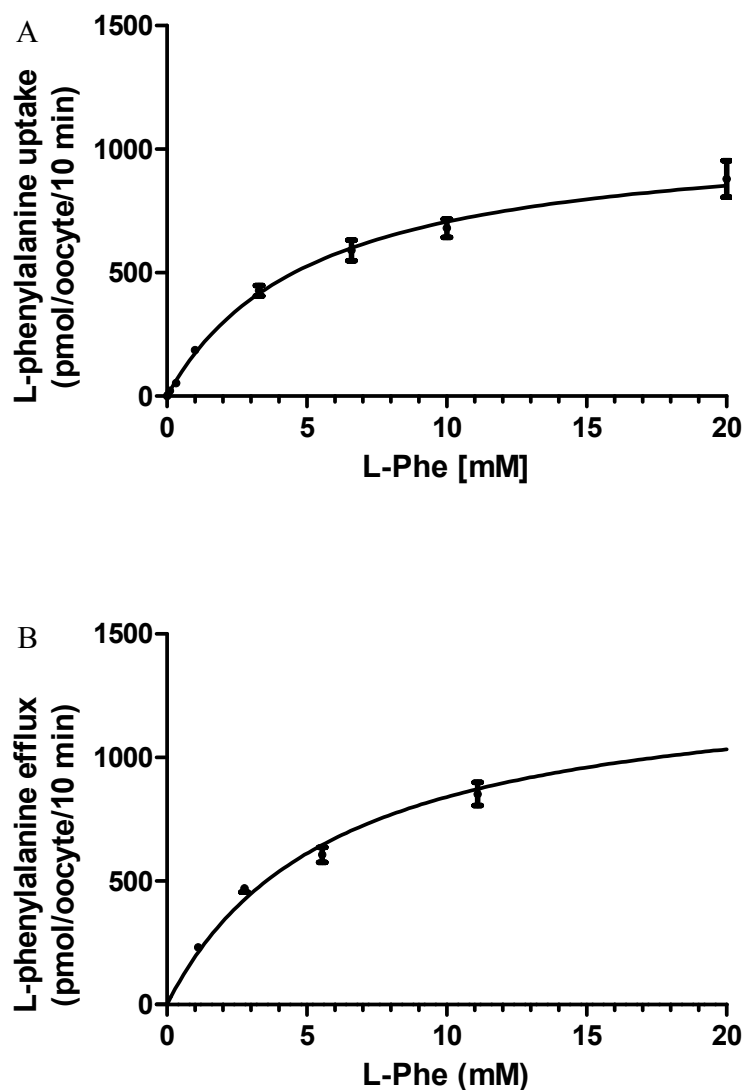 A
1500
1000
500
0
L-phenylalanine uptake
(pmol/oocyte/10 min)
0 5 10 15 20
L-Phe [mM]
B
1500
1000
500
0
L-phenylalanine efflux
(pmol/oocyte/10 min)
0 5 10 15 20
L-Phe (mM)